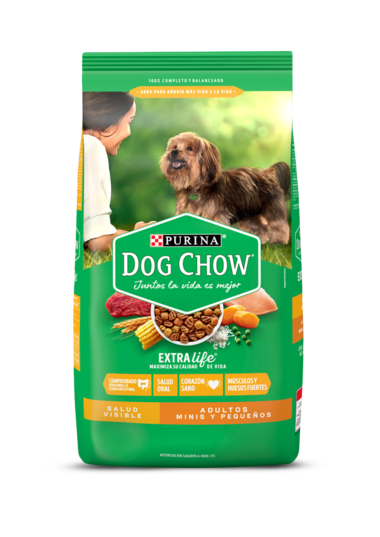 100% COMPLETO Y BALANCEADO
PURINA
DOG CHOW®
Juntos la vida es mejor
EXTRA life®
MAXIMIZA SU CALIDAD DE VIDA
COMPROBADO
SALUD ORAL
CORAZÓN SANO
MÚSCULOS Y HUESOS FUERTES
SALUD VISIBLE
ADULTOS
MINIS Y PEQUEÑOS